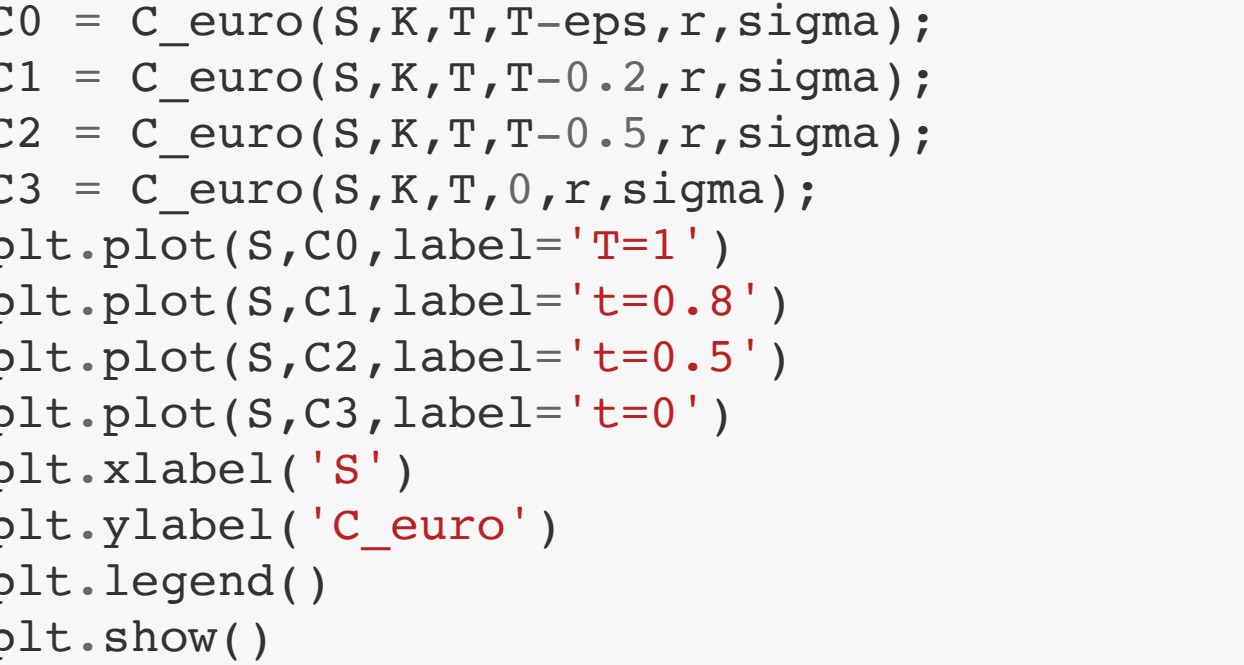 C0 = C_euro(S,K,T,T-eps,r,sigma);
C1 = C_euro(S,K,T,T-0.2,r,sigma);
C2 = C_euro(S,K,T,T-0.5,r,sigma);
C3 = C_euro(S,K,T,0,r,sigma);
plt.plot(S,C0,label='T=1')
plt.plot(S,C1,label='t=0.8')
plt.plot(S,C2,label='t=0.5')
plt.plot(S,C3,label='t=0')
plt.xlabel('S')
plt.ylabel('C_euro')
plt.legend()
plt.show()